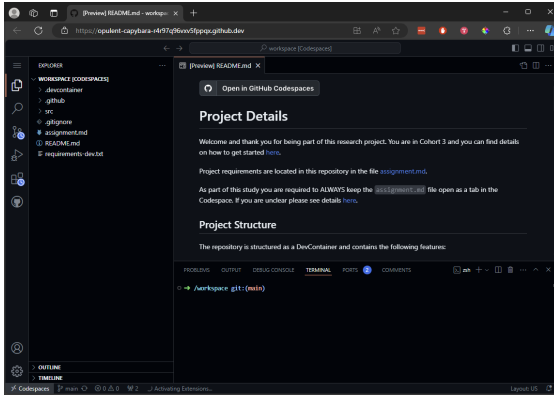 [Preview] README.md - workspac
https://opulent-capybara-r4r97q96vxv5fppqx.github.dev
workspace [Codespaces]
EXPLORER
[Preview] README.md
WORKSPACE [CODESPACES]
.devcontainer
.github
src
.gitignore
assignment.md
README.md
requirements-dev.txt
Open in GitHub Codespaces
Project Details
Welcome and thank you for being part of this research project. You are in Cohort 3 and you can find details
on how to get started here.
Project requirements are located in this repository in the file assignment.md.
As part of this study you are required to ALWAYS keep the assignment.md file open as a tab in the
Codespace. If you are unclear please see details here.
Project Structure
The repository is structured as a DevContainer and contains the following features:
PROBLEMS OUTPUT DEBUG CONSOLE TERMINAL PORTS 2 COMMENTS zsh
/workspace git:(main)
OUTLINE
TIMELINE
Codespaces main 0 0 2 Activating Extensions... Layout: US